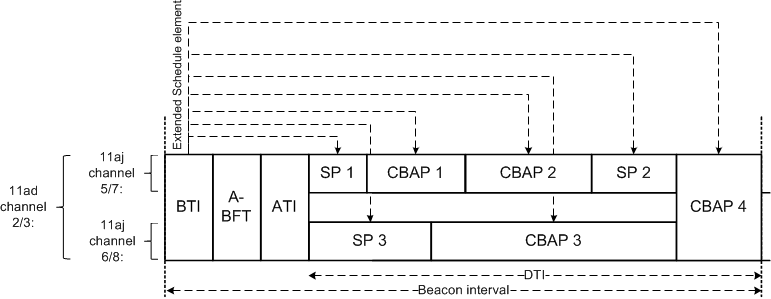 Extended Schedule element
11ad
channel
2/3:
11aj
channel
5/7:
11aj
channel
6/8:
BTI
A-
BFT
ATI
SP 1
CBAP 1
CBAP 2
SP 2
CBAP 4
SP 3
CBAP 3
DTI
Beacon interval